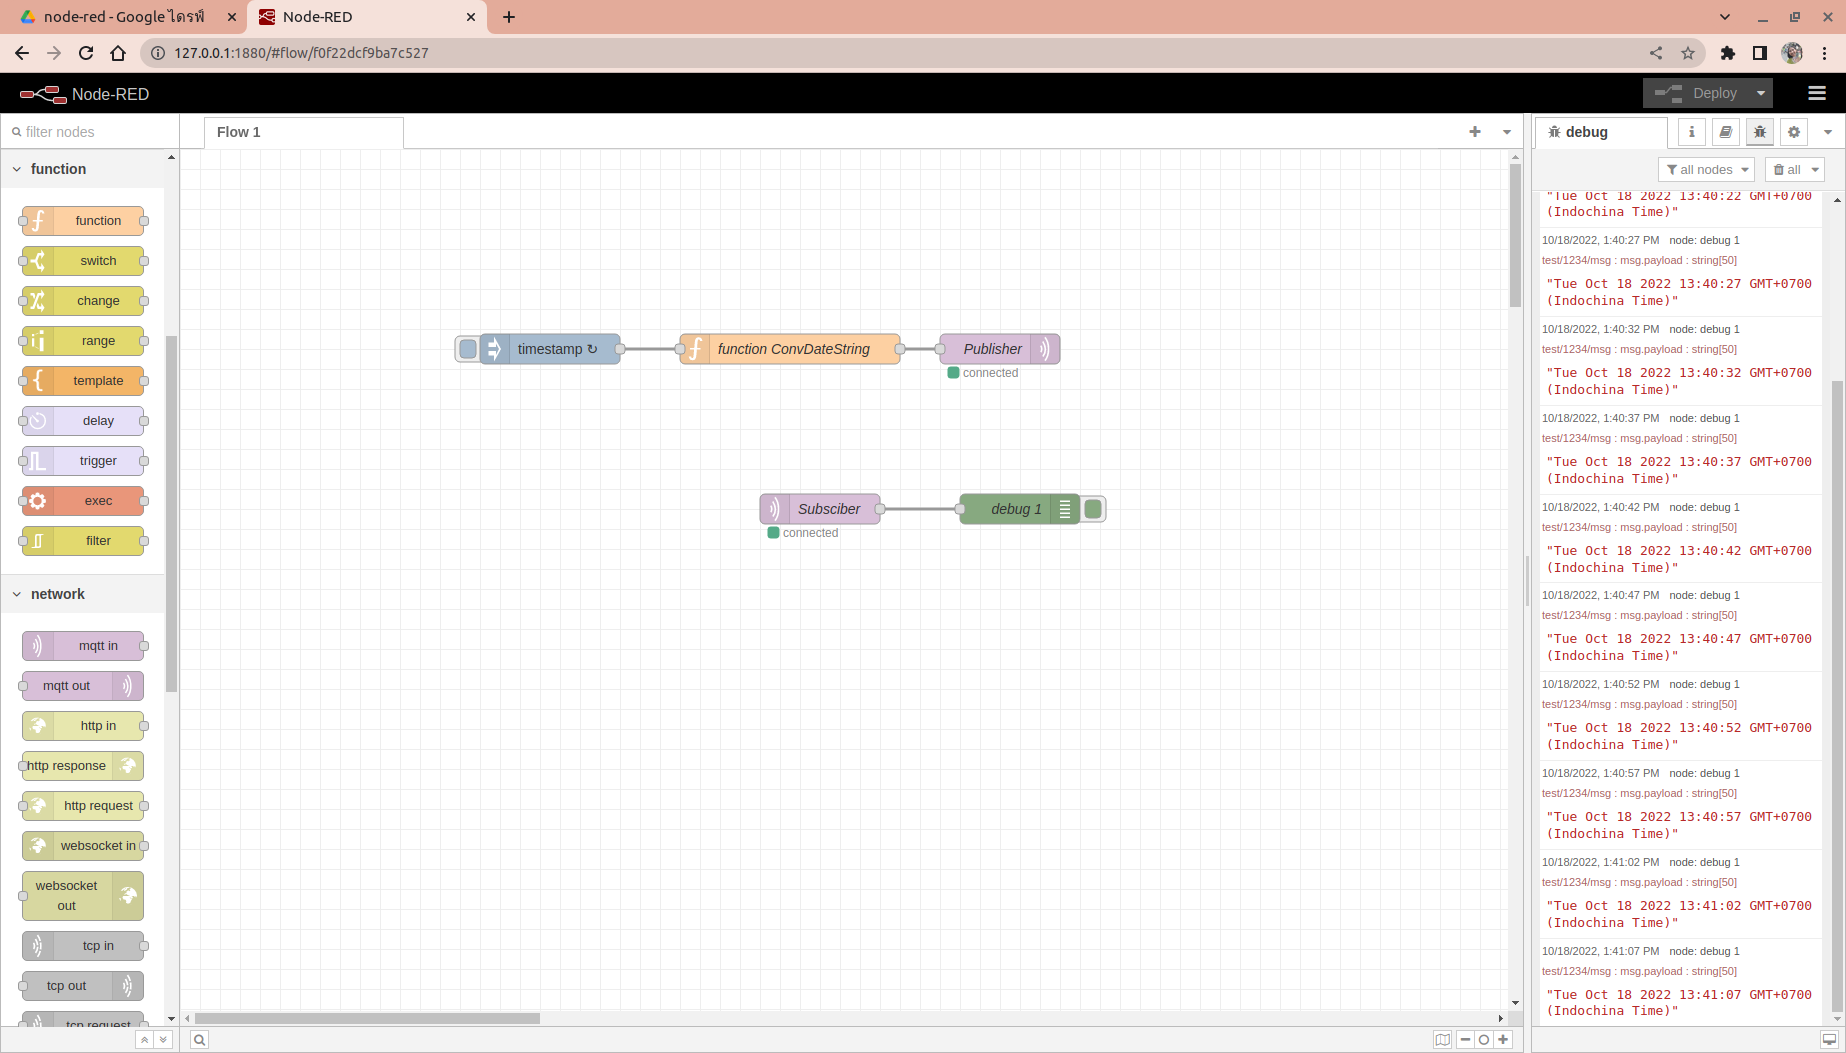 node-red - Google ไดรฟ์
Node-RED
127.0.0.1:1880/#flow/f0f22dcf9ba7c527
Node-RED
Deploy
filter nodes
function
function
switch
change
range
template
delay
trigger
exec
filter
network
mqtt in
mqtt out
http in
http response
http request
websocket in
websocket
out
tcp in
tcp out
tcp request
Flow 1
timestamp ↻
function ConvDateString
Publisher
connected
Subsciber
connected
debug 1
debug
all nodes
all
"Tue Oct 18 2022 13:40:22 GMT+0700
(Indochina Time)"
10/18/2022, 1:40:27 PM node: debug 1
test/1234/msg : msg.payload : string[50]
"Tue Oct 18 2022 13:40:27 GMT+0700
(Indochina Time)"
10/18/2022, 1:40:32 PM node: debug 1
test/1234/msg : msg.payload : string[50]
"Tue Oct 18 2022 13:40:32 GMT+0700
(Indochina Time)"
10/18/2022, 1:40:37 PM node: debug 1
test/1234/msg : msg.payload : string[50]
"Tue Oct 18 2022 13:40:37 GMT+0700
(Indochina Time)"
10/18/2022, 1:40:42 PM node: debug 1
test/1234/msg : msg.payload : string[50]
"Tue Oct 18 2022 13:40:42 GMT+0700
(Indochina Time)"
10/18/2022, 1:40:47 PM node: debug 1
test/1234/msg : msg.payload : string[50]
"Tue Oct 18 2022 13:40:47 GMT+0700
(Indochina Time)"
10/18/2022, 1:40:52 PM node: debug 1
test/1234/msg : msg.payload : string[50]
"Tue Oct 18 2022 13:40:52 GMT+0700
(Indochina Time)"
10/18/2022, 1:40:57 PM node: debug 1
test/1234/msg : msg.payload : string[50]
"Tue Oct 18 2022 13:40:57 GMT+0700
(Indochina Time)"
10/18/2022, 1:41:02 PM node: debug 1
test/1234/msg : msg.payload : string[50]
"Tue Oct 18 2022 13:41:02 GMT+0700
(Indochina Time)"
10/18/2022, 1:41:07 PM node: debug 1
test/1234/msg : msg.payload : string[50]
"Tue Oct 18 2022 13:41:07 GMT+0700
(Indochina Time)"